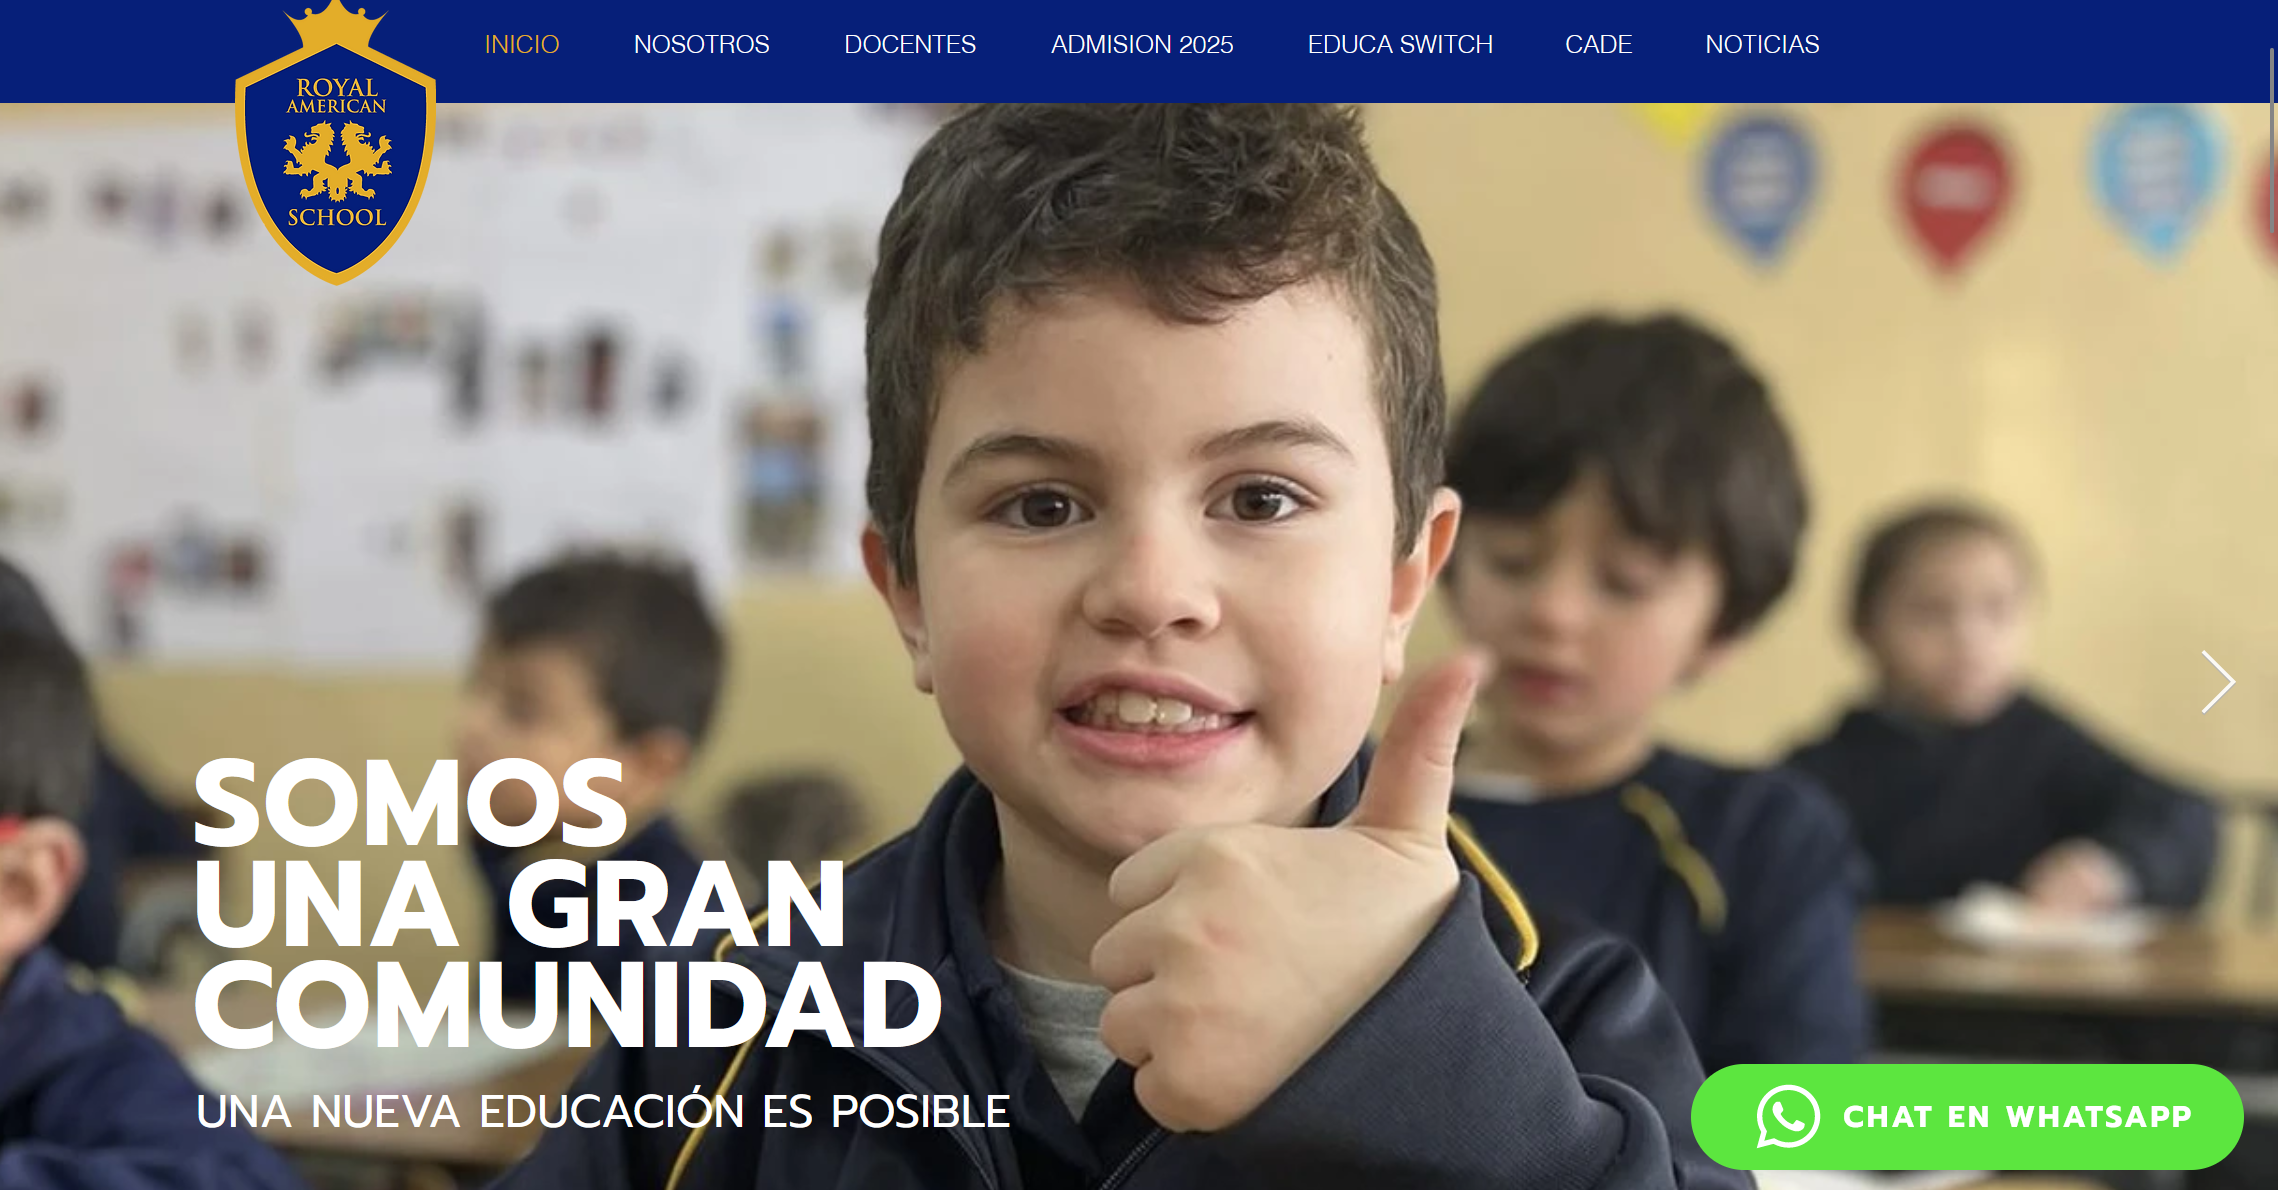 ROYAL
AMERICAN
SCHOOL
INICIO
NOSOTROS
DOCENTES
ADMISION 2025
EDUCA SWITCH
CADE
NOTICIAS
SOMOS
UNA GRAN
COMUNIDAD
UNA NUEVA EDUCACIÓN ES POSIBLE
CHAT EN WHATSAPP